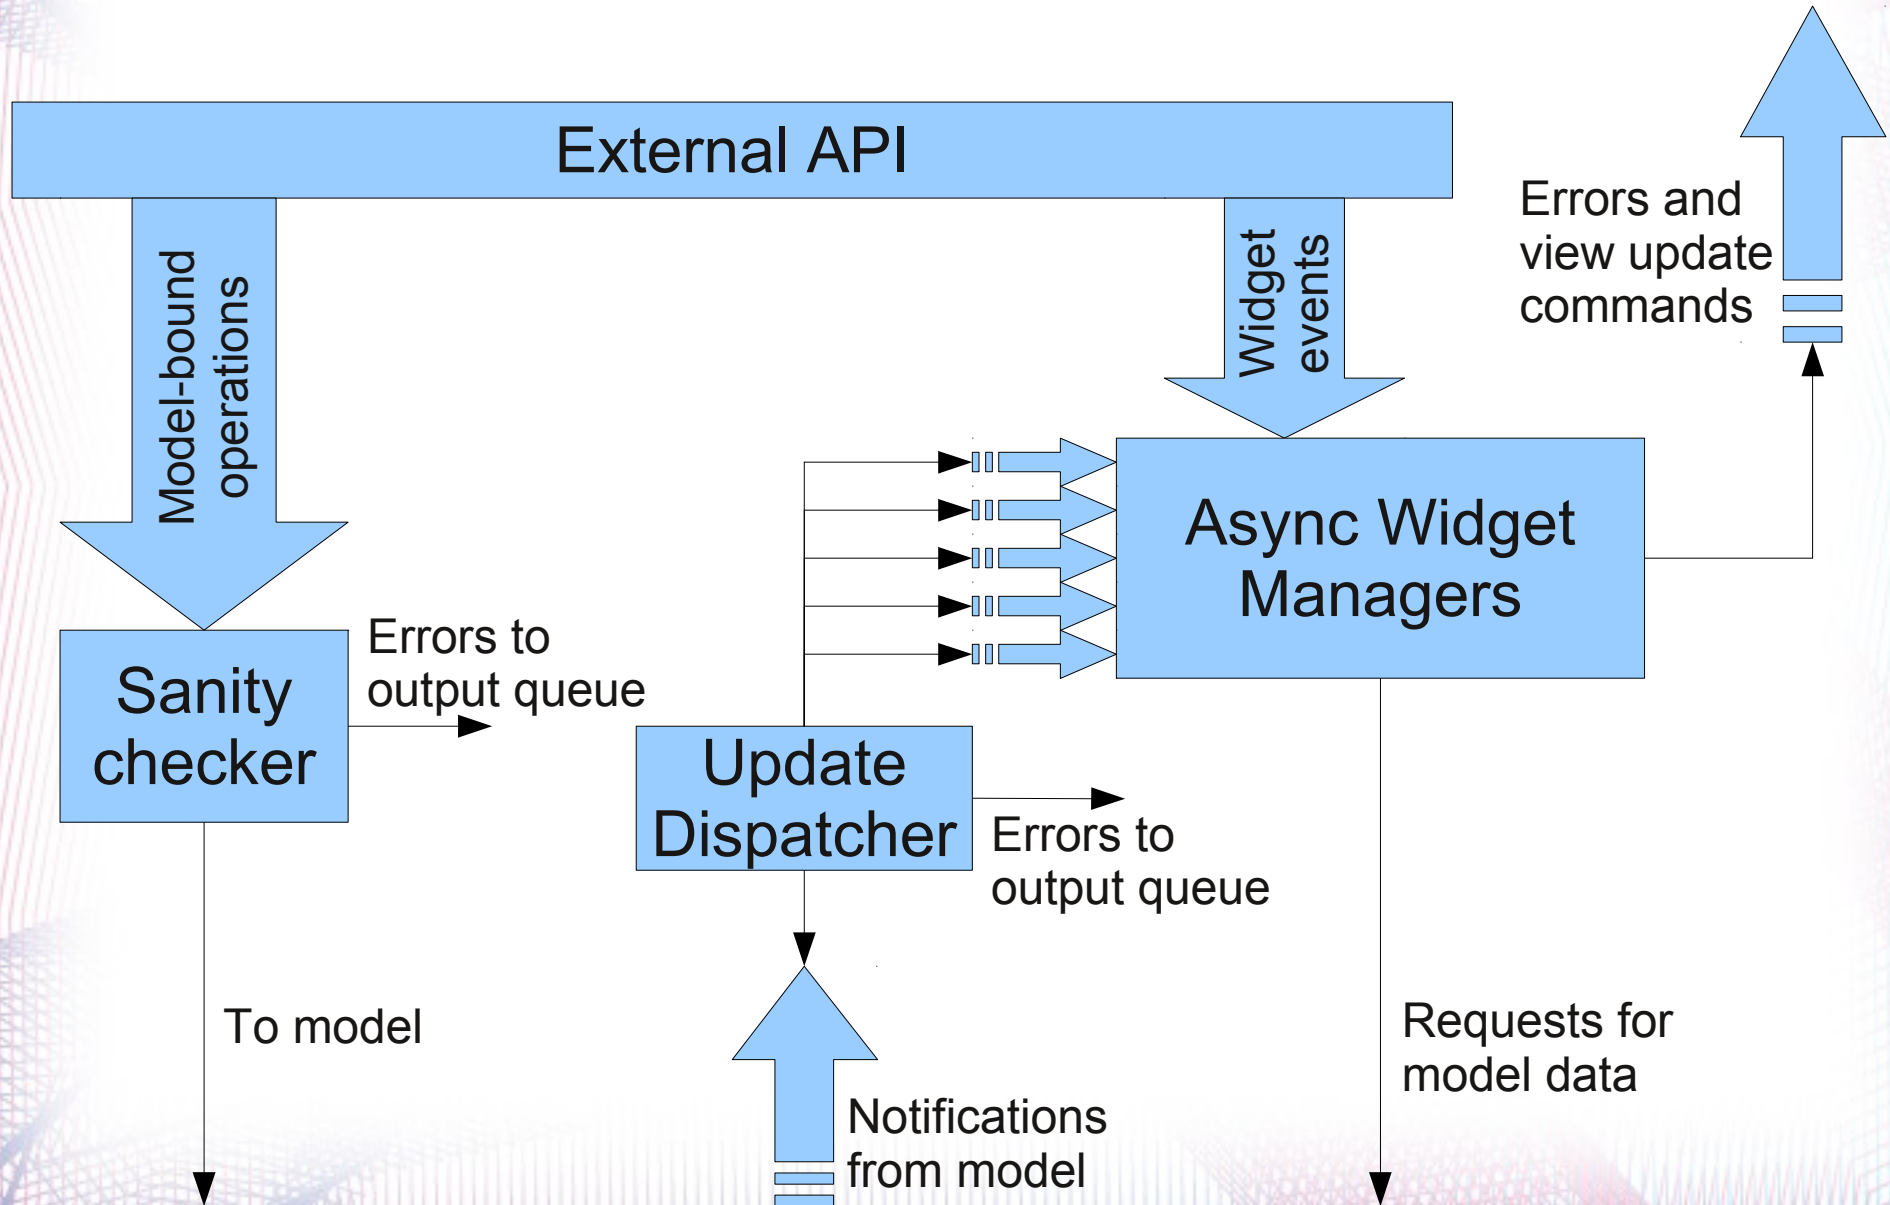 External API
Model-bound
operations
Widget
events
Errors and
view update
commands
Async Widget
Managers
Sanity
checker
Errors to
output queue
Update
Dispatcher
Errors to
output queue
To model
Requests for
model data
Notifications
from model